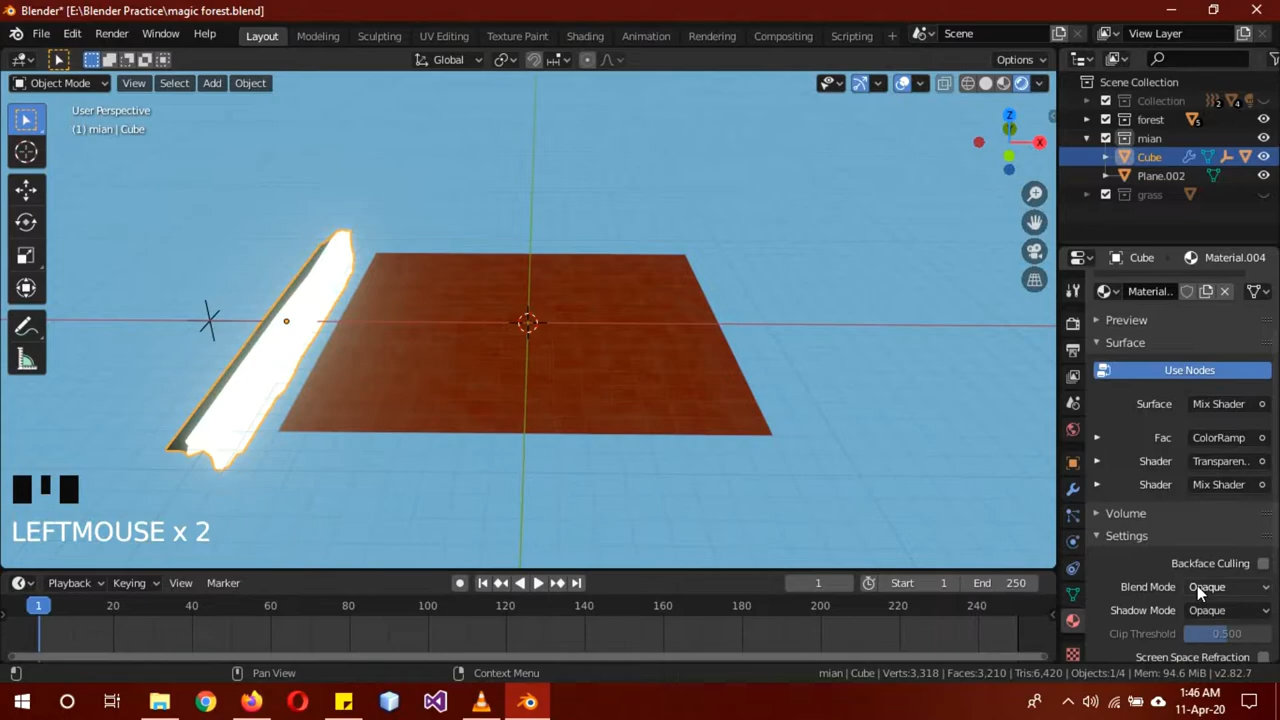 Blender* [E:\Blender Practice\magic forest.blend]
File Edit Render Window Help Layout Modeling Sculpting UV Editing Texture Paint Shading Animation Rendering Compositing Scripting Scene View Layer
Global Options
Object Mode View Select Add Object
User Perspective
(1) mian | Cube
Z
X
Scene Collection
Collection 2 4
forest 5
mian
Cube
Plane.002
grass
Cube Material.004
Material..
Preview
Surface
Use Nodes
Surface Mix Shader
Fac ColorRamp
Shader Transparen..
Shader Mix Shader
Volume
Settings
Backface Culling
Blend Mode Opaque
Shadow Mode Opaque
Clip Threshold 0.500
Screen Space Refraction
LEFTMOUSE x 2
Playback Keying View Marker 1 Start 1 End 250
1 20 40 60 80 100 120 140 160 180 200 220 240
Pan View Context Menu mian | Cube | Verts:3,318 | Faces:3,210 | Tris:6,420 | Objects:1/4 | Mem: 94.6 MiB | v2.82.7
1:46 AM
11-Apr-20